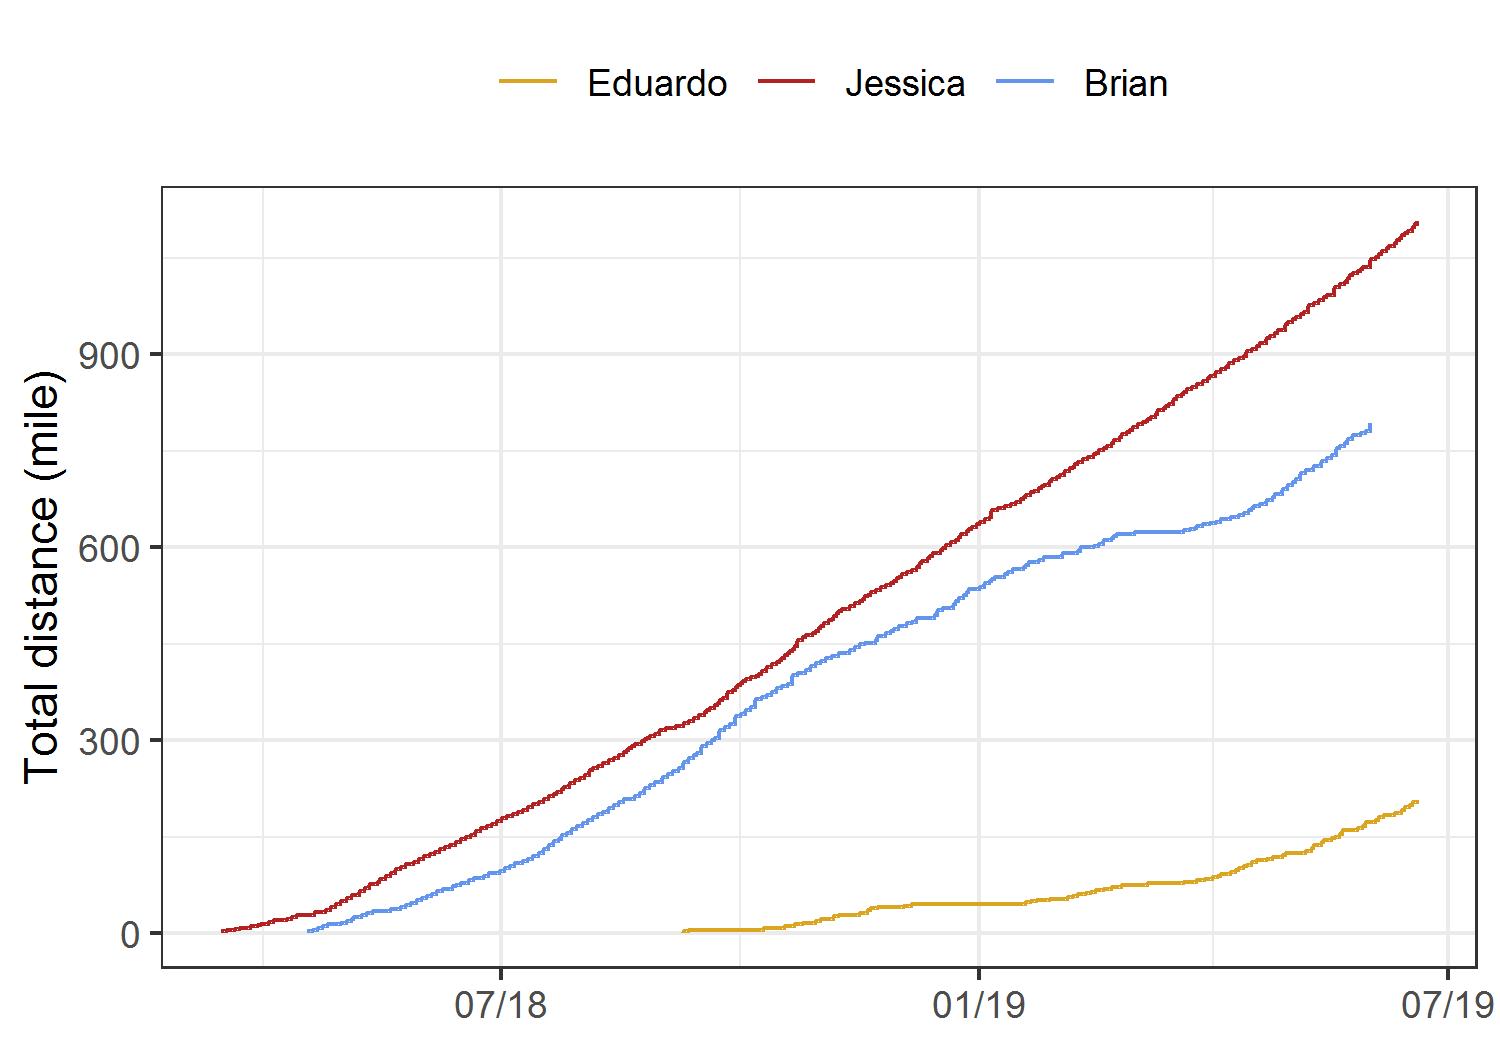 Eduardo Jessica Brian
Total distance (mile)
900
600
300
0
07/18 01/19 07/19